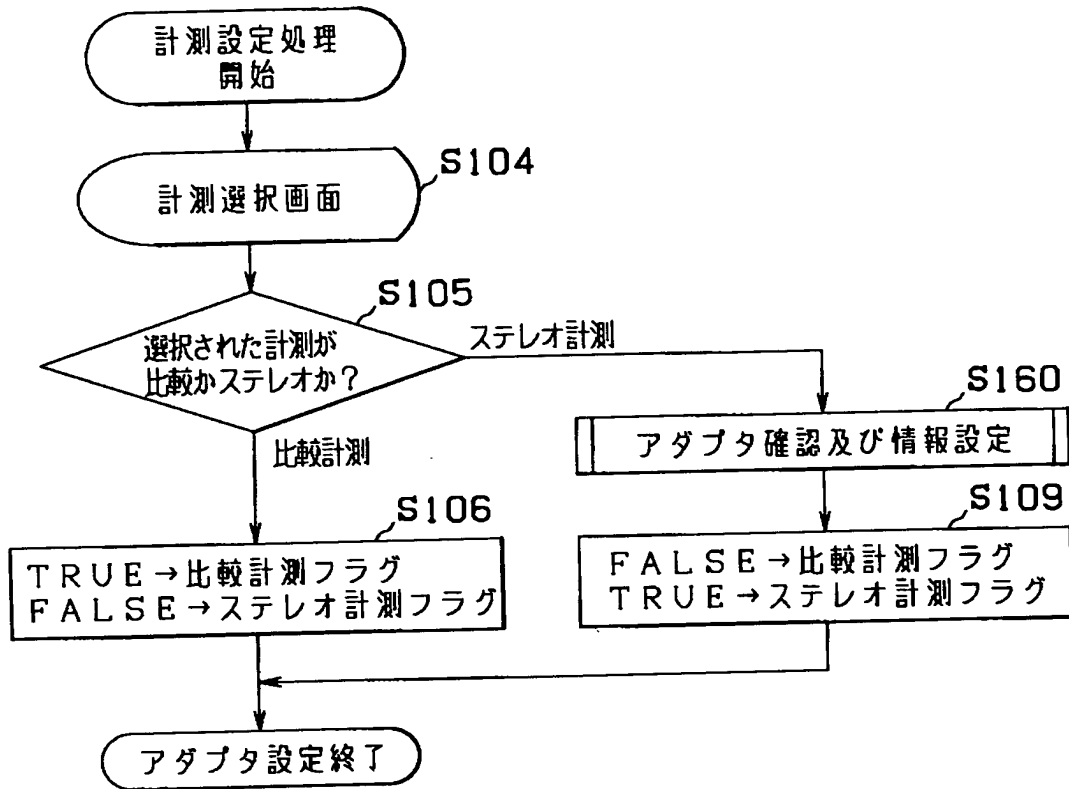 計測設定処理
開始
S104
計測選択画面
S105
選択された計測が
比較かステレオか?
ステレオ計測
比較計測
S160
アダプタ確認及び情報設定
S106
TRUE→比較計測フラグ
FALSE→ステレオ計測フラグ
S109
FALSE→比較計測フラグ
TRUE→ステレオ計測フラグ
アダプタ設定終了